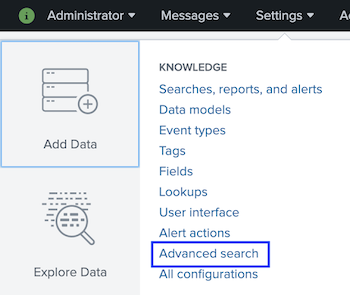 i Administrator Messages Settings
KNOWLEDGE
Searches, reports, and alerts
Data models
Event types
Tags
Fields
Lookups
User interface
Alert actions
Advanced search
All configurations
Add Data
Explore Data